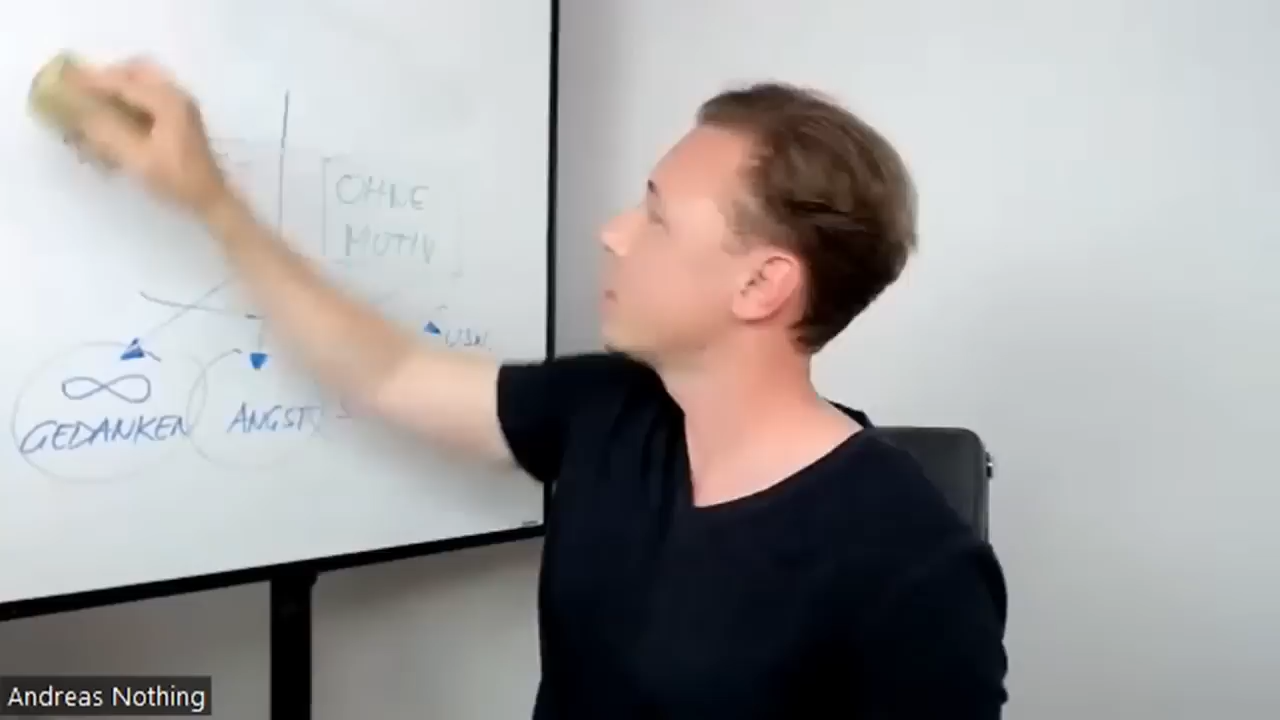 OHNE
MOTIV
USW.
∞
GEDANKEN
ANGST
Andreas Nothing